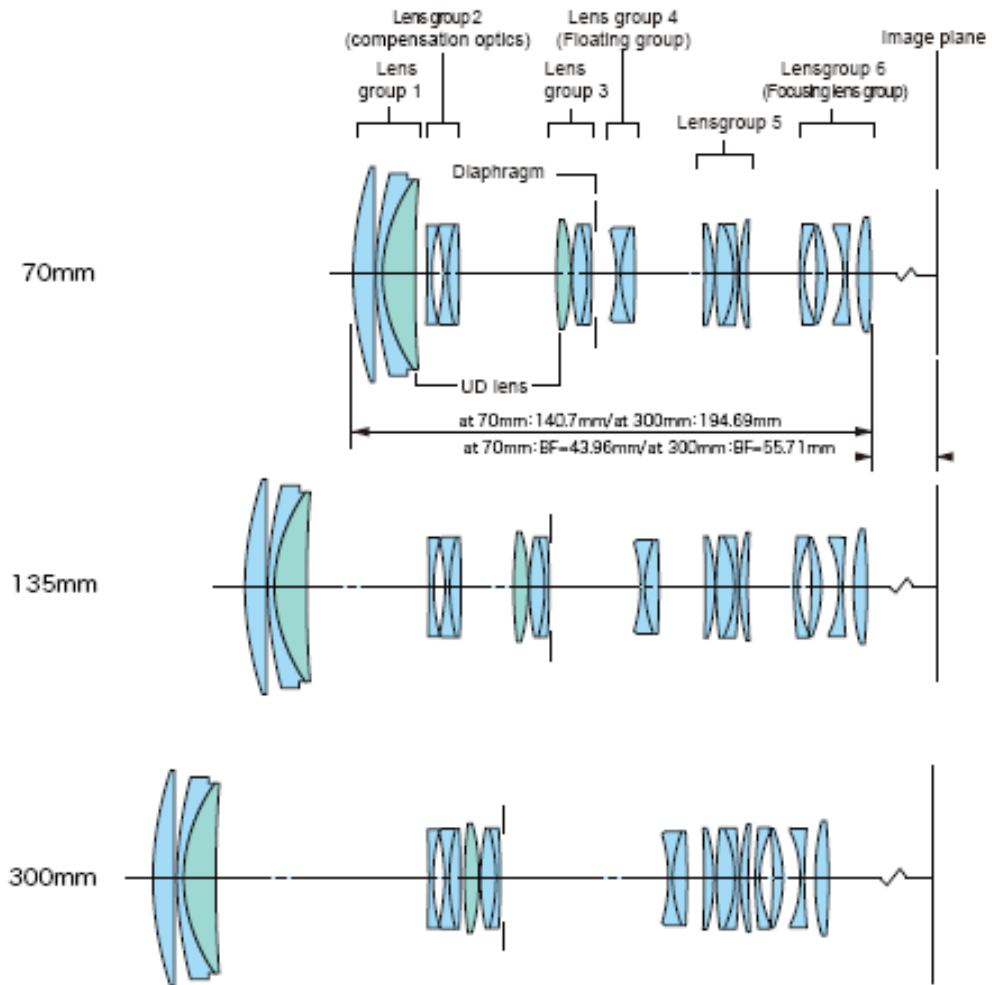 Lensgroup 2
(compensation optics)
Lens group 4
(Floating group)
Image plane
Lens
group 1
Lens
group 3
Lensgroup 6
(Focusing lens group)
Lensgroup 5
Diaphragm
70mm
UD lens
at 70mm:140.7mm/at 300mm:194.69mm
at 70mm:BF=43.96mm/at 300mm:BF=55.71mm
135mm
300mm